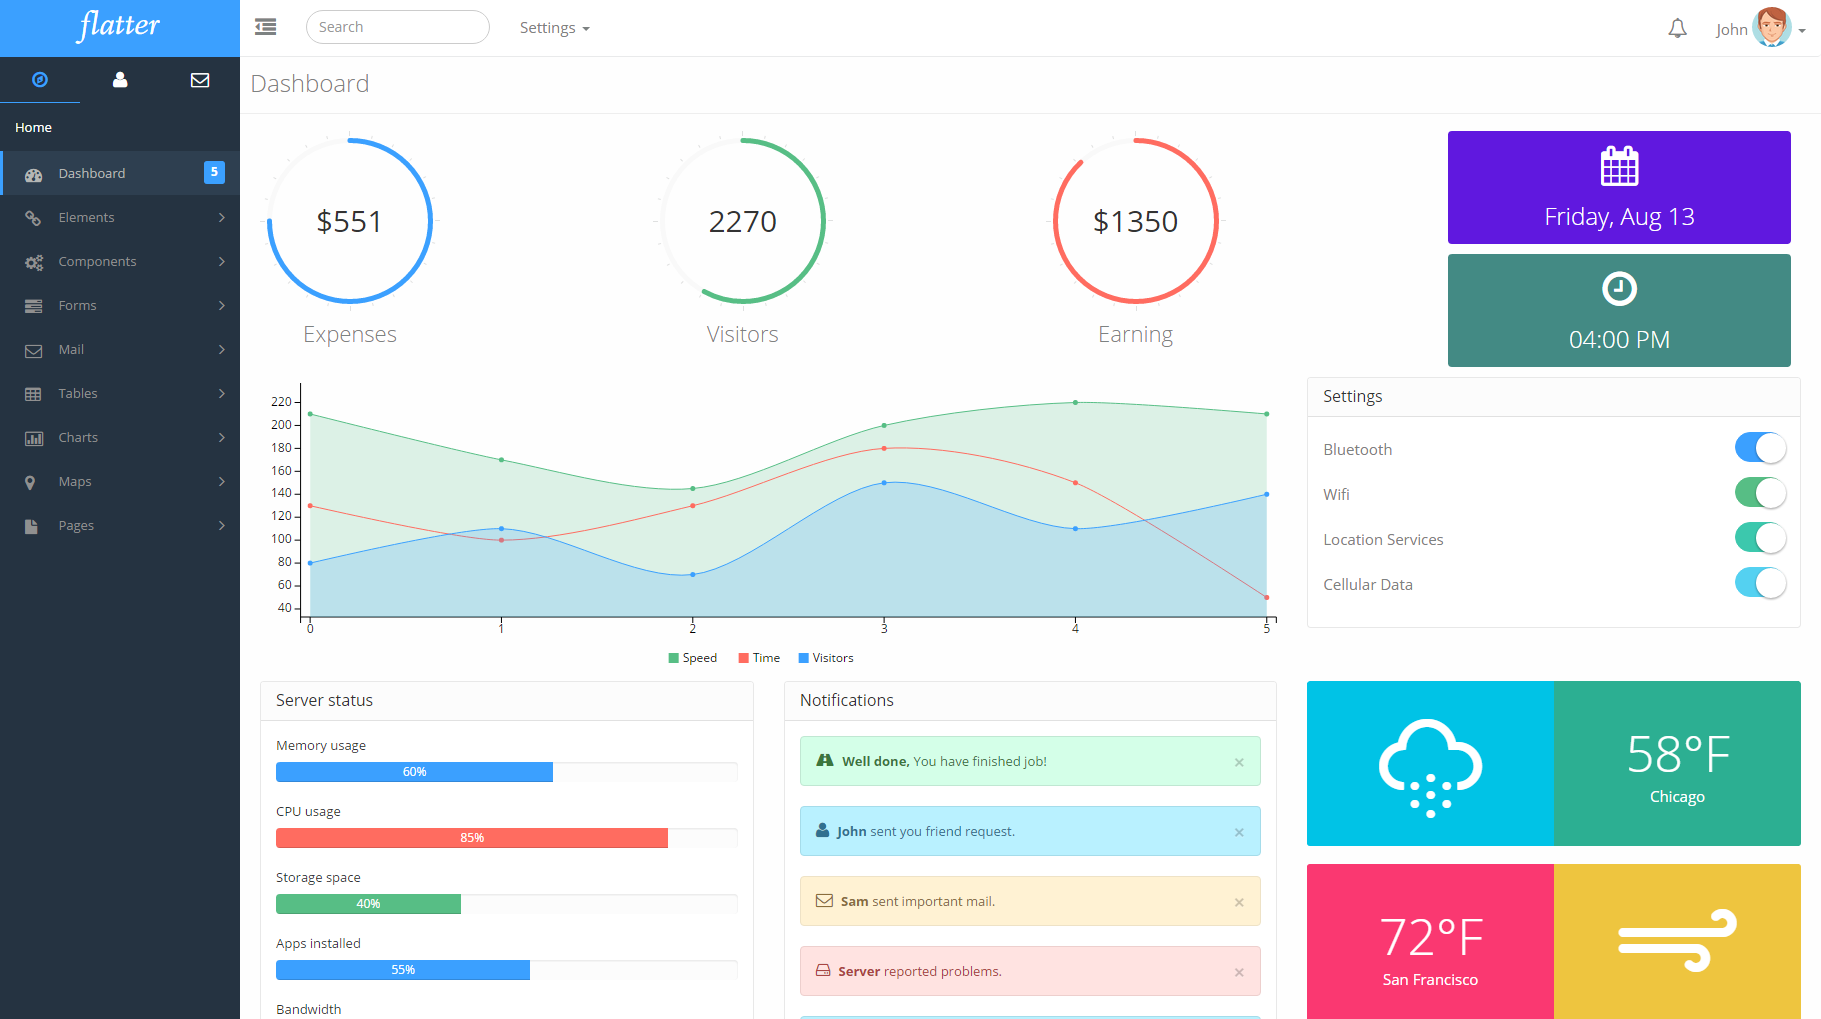 flatter
Search
Settings
John
Home
Dashboard 5
Elements
Components
Forms
Mail
Tables
Charts
Maps
Pages
Dashboard
$551
Expenses
2270
Visitors
$1350
Earning
Friday, Aug 13
04:00 PM
220
200
180
160
140
120
100
80
60
40
0 1 2 3 4 5
Speed Time Visitors
Settings
Bluetooth
Wifi
Location Services
Cellular Data
Server status
Memory usage
60%
CPU usage
85%
Storage space
40%
Apps installed
55%
Bandwidth
Notifications
Well done, You have finished job! ×
John sent you friend request. ×
Sam sent important mail. ×
Server reported problems. ×
58°F
Chicago
72°F
San Francisco